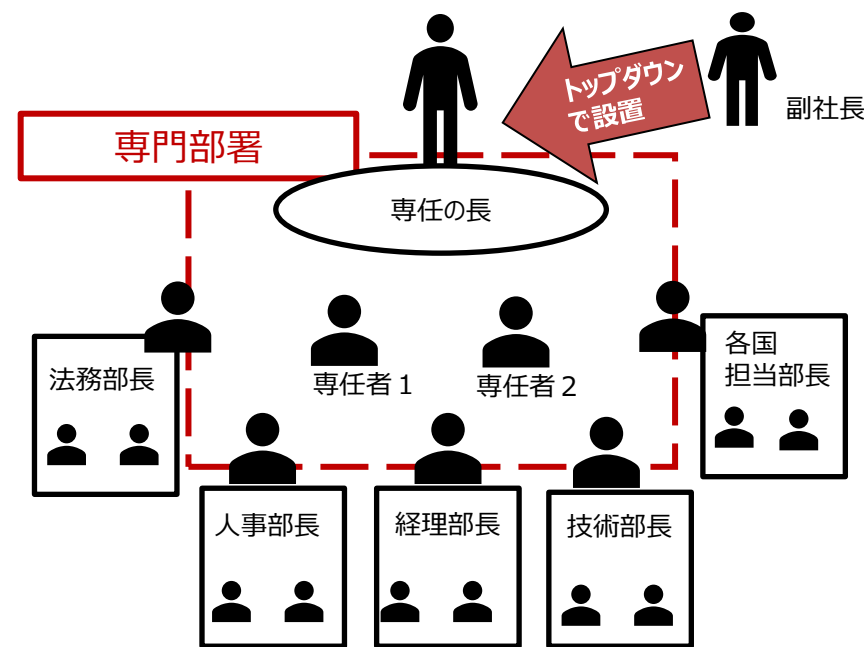 トップダウン
で設置
副社長
専門部署
専任の長
専任者１
専任者２
法務部長
各国
担当部長
人事部長
経理部長
技術部長